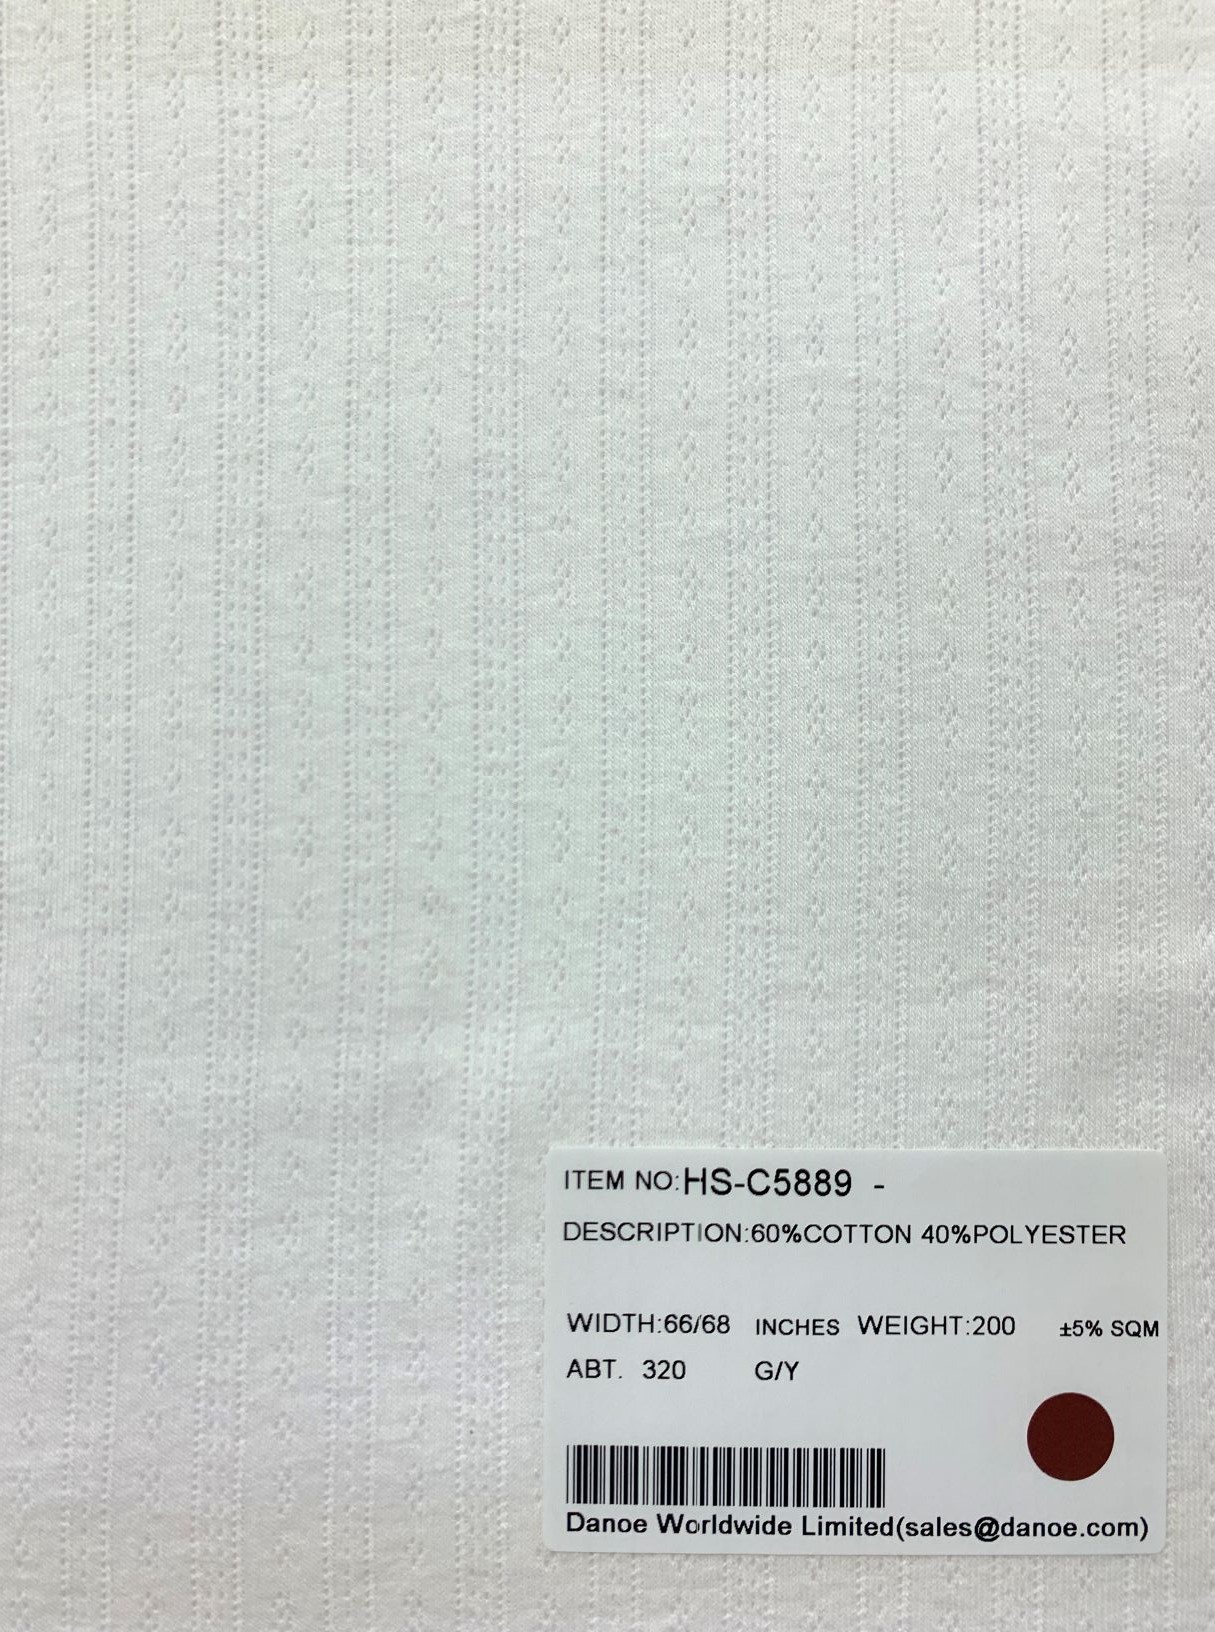 ITEM NO:HS-C5889 -
DESCRIPTION:60%COTTON 40%POLYESTER
WIDTH:66/68 INCHES WEIGHT:200 ±5% SQM
ABT. 320 G/Y
Danoe Worldwide Limited(sales@danoe.com)